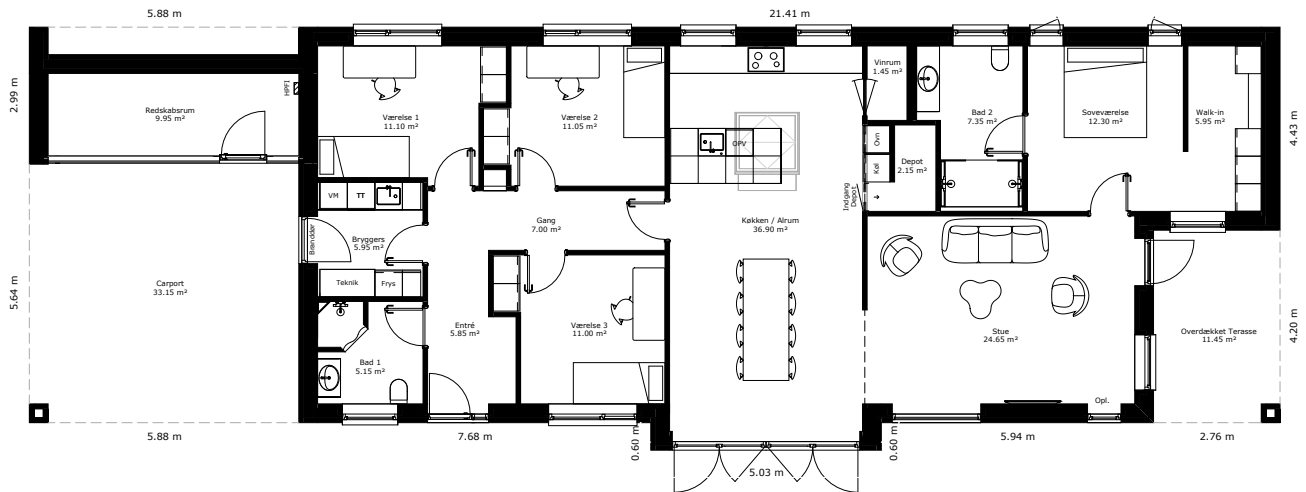 5.88 m
21.41 m
2.99 m
HPFI
Redskabsrum
9.95 m²
Værelse 1
11.10 m²
Værelse 2
11.05 m²
Vinrum
1.45 m²
Bad 2
7.35 m²
Soveværelse
12.30 m²
Walk-in
5.95 m²
4.43 m
OPV
Ovn
Køl
Depot
2.15 m²
VM
TT
Indgang
Depot
Gang
7.00 m²
Køkken / Alrum
36.90 m²
Branddør
Bryggers
5.95 m²
5.64 m
Carport
33.15 m²
Teknik
Frys
Entré
5.85 m²
Værelse 3
11.00 m²
Stue
24.65 m²
Overdækket Terasse
11.45 m²
4.20 m
Bad 1
5.15 m²
Opl.
5.88 m
7.68 m
0.60 m
5.03 m
0.60 m
5.94 m
2.76 m